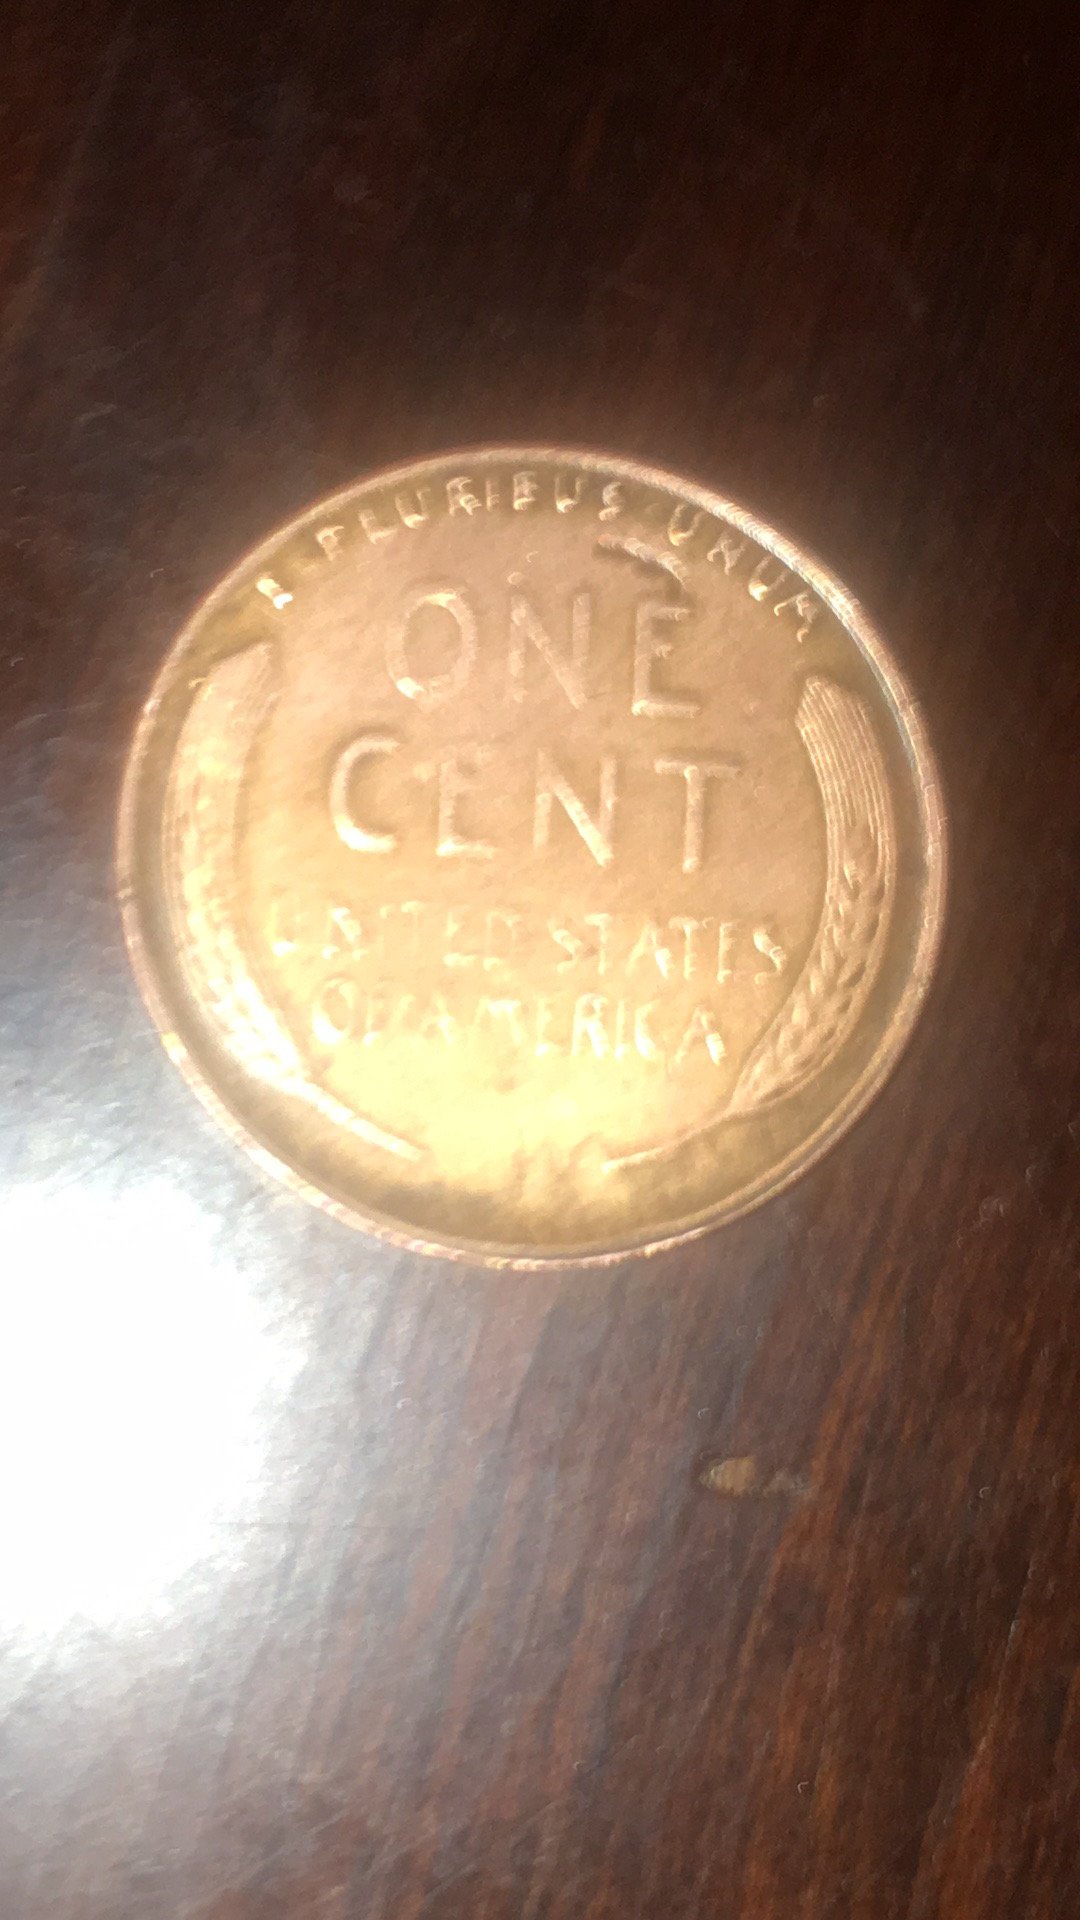 E · PLURIBUS · UNUM
ONE
CENT
UNITED STATES
OF AMERICA